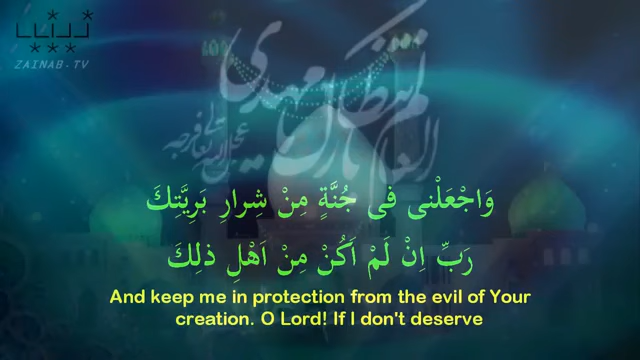 ZAINAB-TV
وَاجْعَلْنى فى جُنَّةٍ مِنْ شِرارِ بَرِيَّتِكَ
رَبِّ اِنْ لَمْ اَكُنْ مِنْ اَهْلِ ذلِكَ
And keep me in protection from the evil of Your
creation. O Lord! If I don't deserve